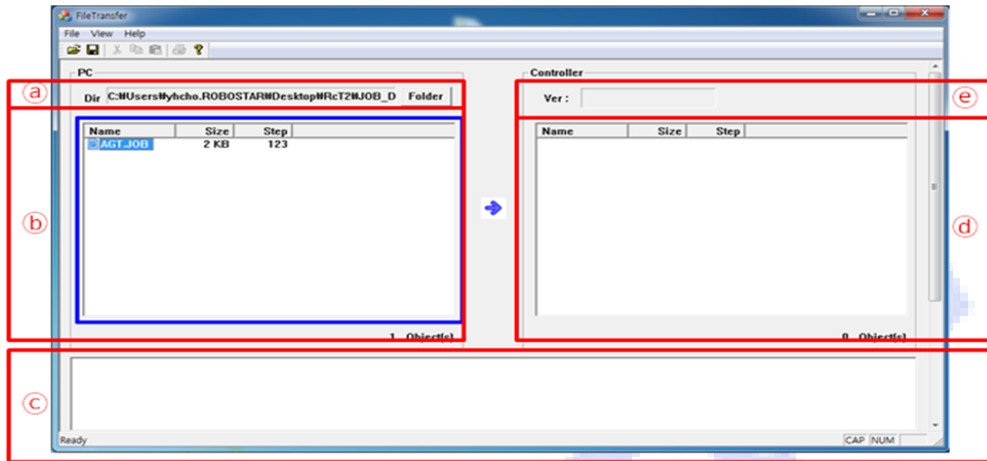 FileTransfer
File View Help
PC
Controller
ⓐ
Dir C:₩Users₩yhcho.ROBOSTAR₩Desktop₩RcT2₩JOB_D Folder
Ver :
ⓔ
Name Size Step
AGT.JOB 2 KB 123
Name Size Step
ⓑ
ⓓ
1 Object(s)
0 Object(s)
ⓒ
Ready
CAP NUM